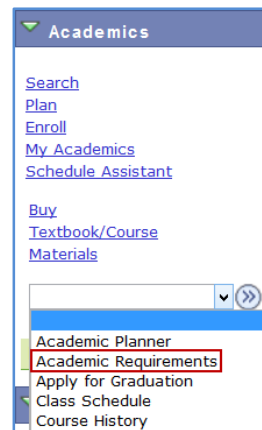 Academics
Search
Plan
Enroll
My Academics
Schedule Assistant
Buy
Textbook/Course
Materials
Academic Planner
Academic Requirements
Apply for Graduation
Class Schedule
Course History